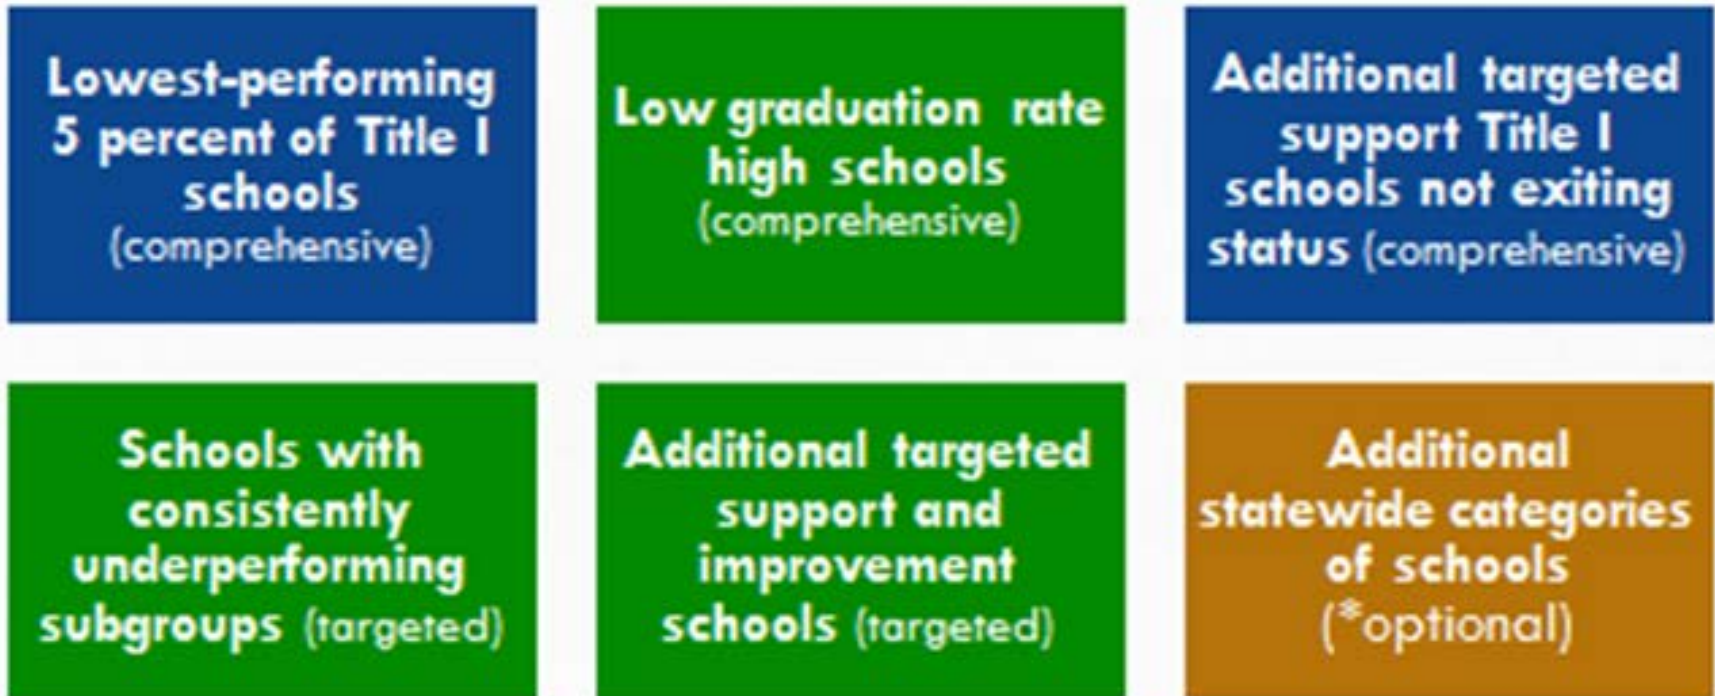 Lowest-performing
5 percent of Title I
schools
(comprehensive)
Low graduation rate
high schools
(comprehensive)
Additional targeted
support Title I
schools not exiting
status (comprehensive)
Schools with
consistently
underperforming
subgroups (targeted)
Additional targeted
support and
improvement
schools (targeted)
Additional
statewide categories
of schools
(*optional)